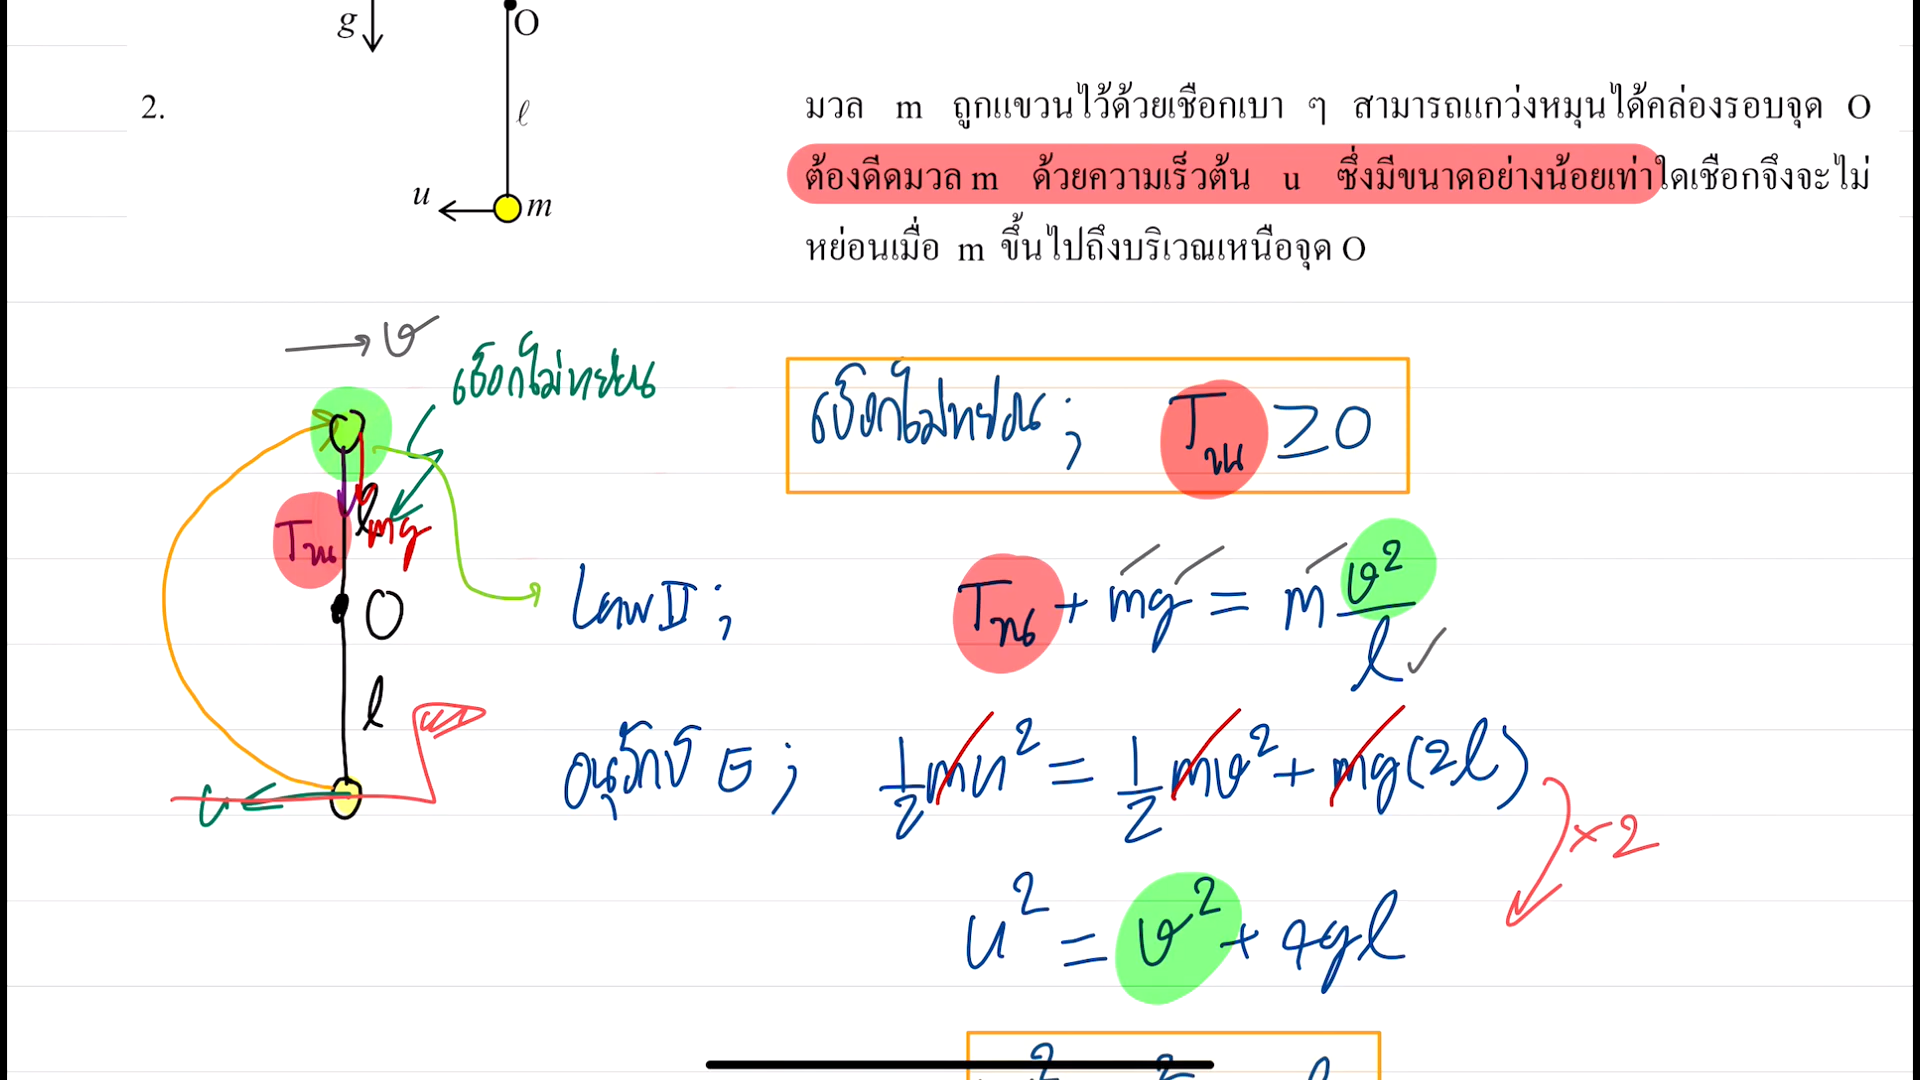 g
O
2.
ℓ
u
m
มวล m ถูกแขวนไว้ด้วยเชือกเบา ๆ สามารถแกว่งหมุนได้คล่องรอบจุด O
ต้องดีดมวล m ด้วยความเร็วต้น u ซึ่งมีขนาดอย่างน้อยเท่าใดเชือกจึงจะไม่
หย่อนเมื่อ m ขึ้นไปถึงบริเวณเหนือจุด O
v
เชือกไม่หย่อน
เชือกไม่หย่อน; Tบน ≥ 0
l
Tบน mg
O
Law II; Tบน + mg = m v²/l
l
อนุรักษ์ E; ½mu² = ½mv² + mg(2l)
u
×2
u² = v² + 4gl